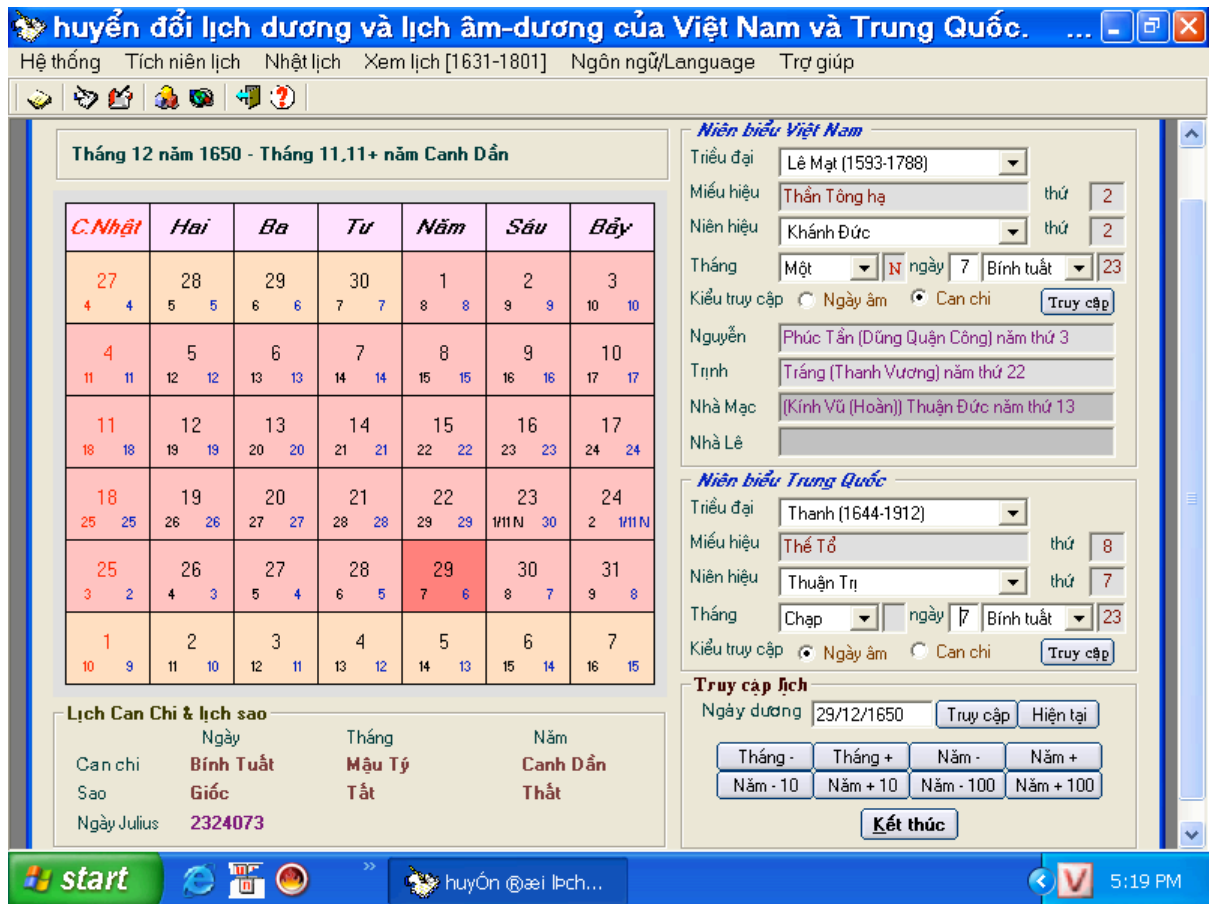 huyển đổi lịch dương và lịch âm-dương của Việt Nam và Trung Quốc. ...
Hệ thống Tích niên lịch Nhật lịch Xem lịch [1631-1801] Ngôn ngữ/Language Trợ giúp
Tháng 12 năm 1650 - Tháng 11,11+ năm Canh Dần
C.Nhật Hai Ba Tư Năm Sáu Bảy
27 28 29 30 1 2 3
4 4 5 5 6 6 7 7 8 8 9 9 10 10
4 5 6 7 8 9 10
11 11 12 12 13 13 14 14 15 15 16 16 17 17
11 12 13 14 15 16 17
18 18 19 19 20 20 21 21 22 22 23 23 24 24
18 19 20 21 22 23 24
25 25 26 26 27 27 28 28 29 29 1/11 N 30 2 1/11 N
25 26 27 28 29 30 31
3 2 4 3 5 4 6 5 7 6 8 7 9 8
1 2 3 4 5 6 7
10 9 11 10 12 11 13 12 14 13 15 14 16 15
Lịch Can Chi & lịch sao
Ngày Tháng Năm
Can chi Bính Tuất Mậu Tý Canh Dần
Sao Giốc Tất Thất
Ngày Julius 2324073
Niên biểu Việt Nam
Triều đại Lê Mạt (1593-1788)
Miếu hiệu Thần Tông hạ thứ 2
Niên hiệu Khánh Đức thứ 2
Tháng Một N ngày 7 Bính tuất 23
Kiểu truy cập Ngày âm Can chi Truy cập
Nguyễn Phúc Tần (Dũng Quận Công) năm thứ 3
Trịnh Tráng (Thanh Vương) năm thứ 22
Nhà Mạc (Kính Vũ (Hoàn)) Thuận Đức năm thứ 13
Nhà Lê
Niên biểu Trung Quốc
Triều đại Thanh (1644-1912)
Miếu hiệu Thế Tổ thứ 8
Niên hiệu Thuận Trị thứ 7
Tháng Chạp ngày 7 Bính tuất 23
Kiểu truy cập Ngày âm Can chi Truy cập
Truy cập lịch
Ngày dương 29/12/1650 Truy cập Hiện tại
Tháng - Tháng + Năm - Năm +
Năm - 10 Năm + 10 Năm - 100 Năm + 100
Kết thúc
start » huyÓn ®æi lÞch... V 5:19 PM